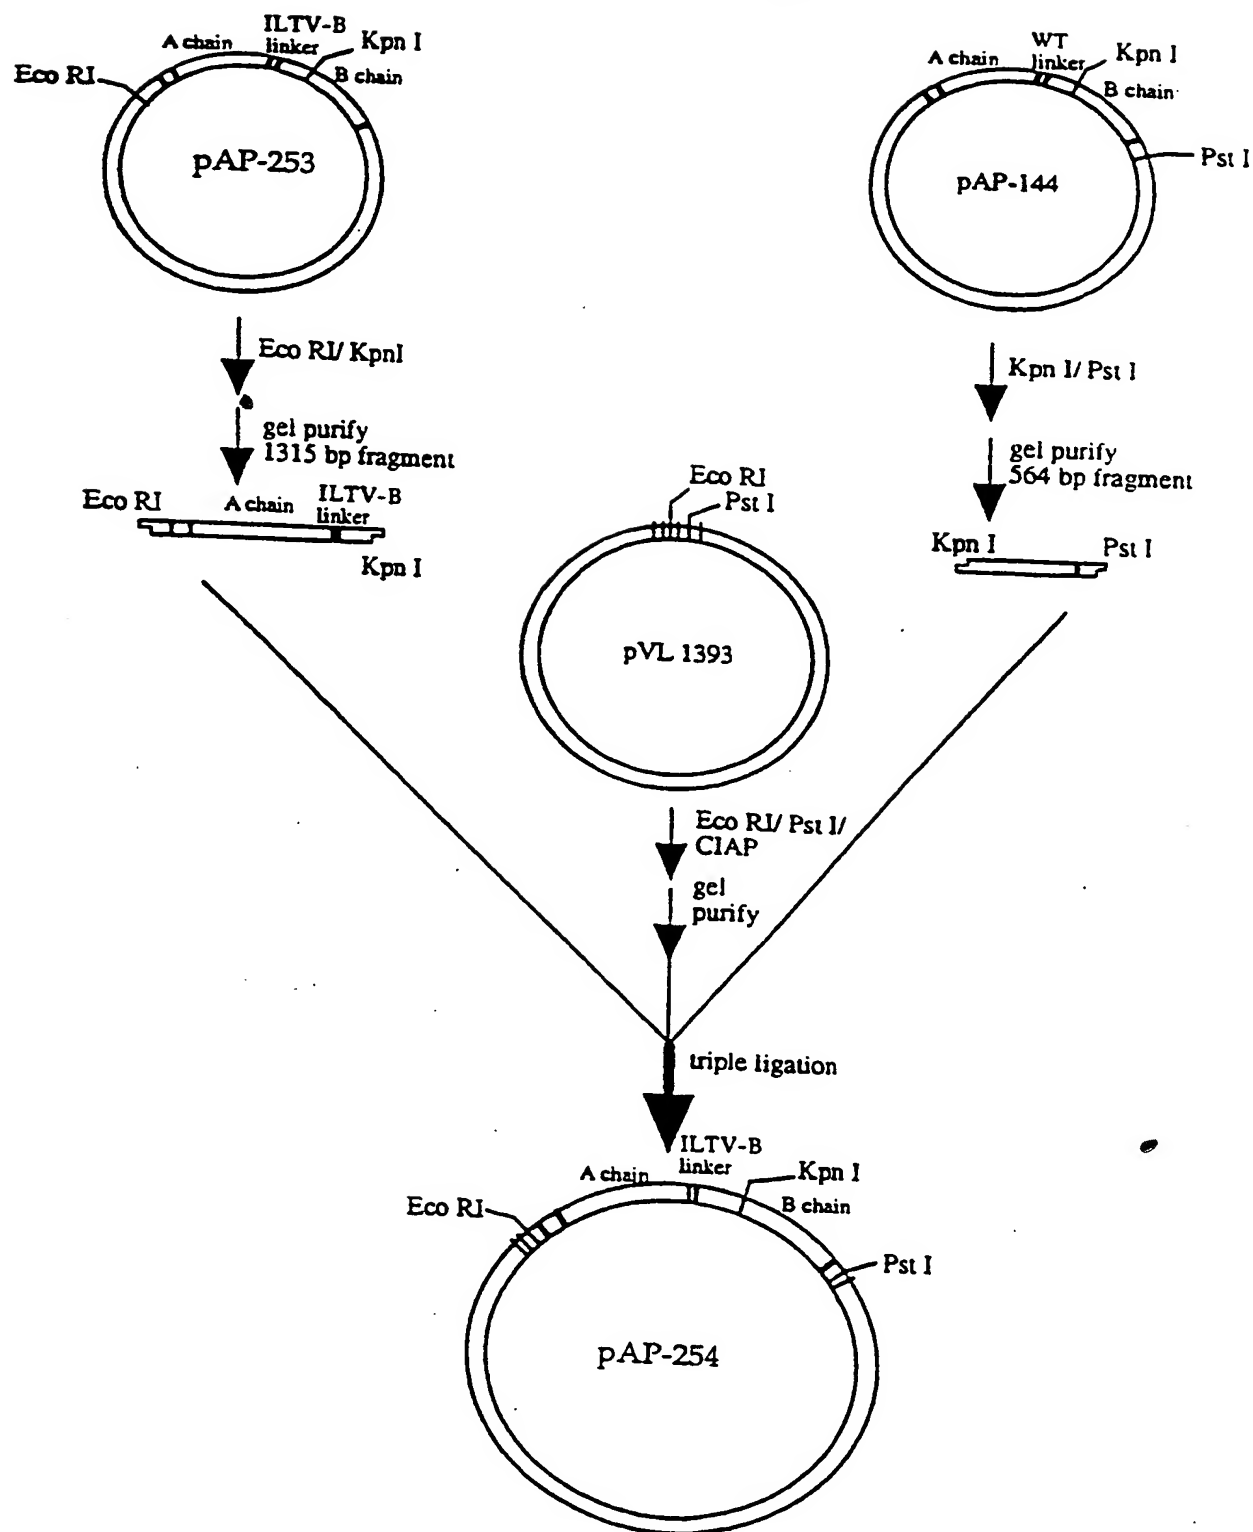 ILTV-B
linker
A chain
Kpn I
Eco RI
B chain
pAP-253
WT
linker
A chain
Kpn I
B chain
Pst I
pAP-144
Eco RI/ KpnI
gel purify
1315 bp fragment
Eco RI
A chain
ILTV-B
linker
Kpn I
Kpn I/ Pst I
gel purify
564 bp fragment
Kpn I
Pst I
Eco RI
Pst I
pVL 1393
Eco RI/ Pst I/
CIAP
gel
purify
triple ligation
ILTV-B
linker
A chain
Kpn I
Eco RI
B chain
Pst I
pAP-254